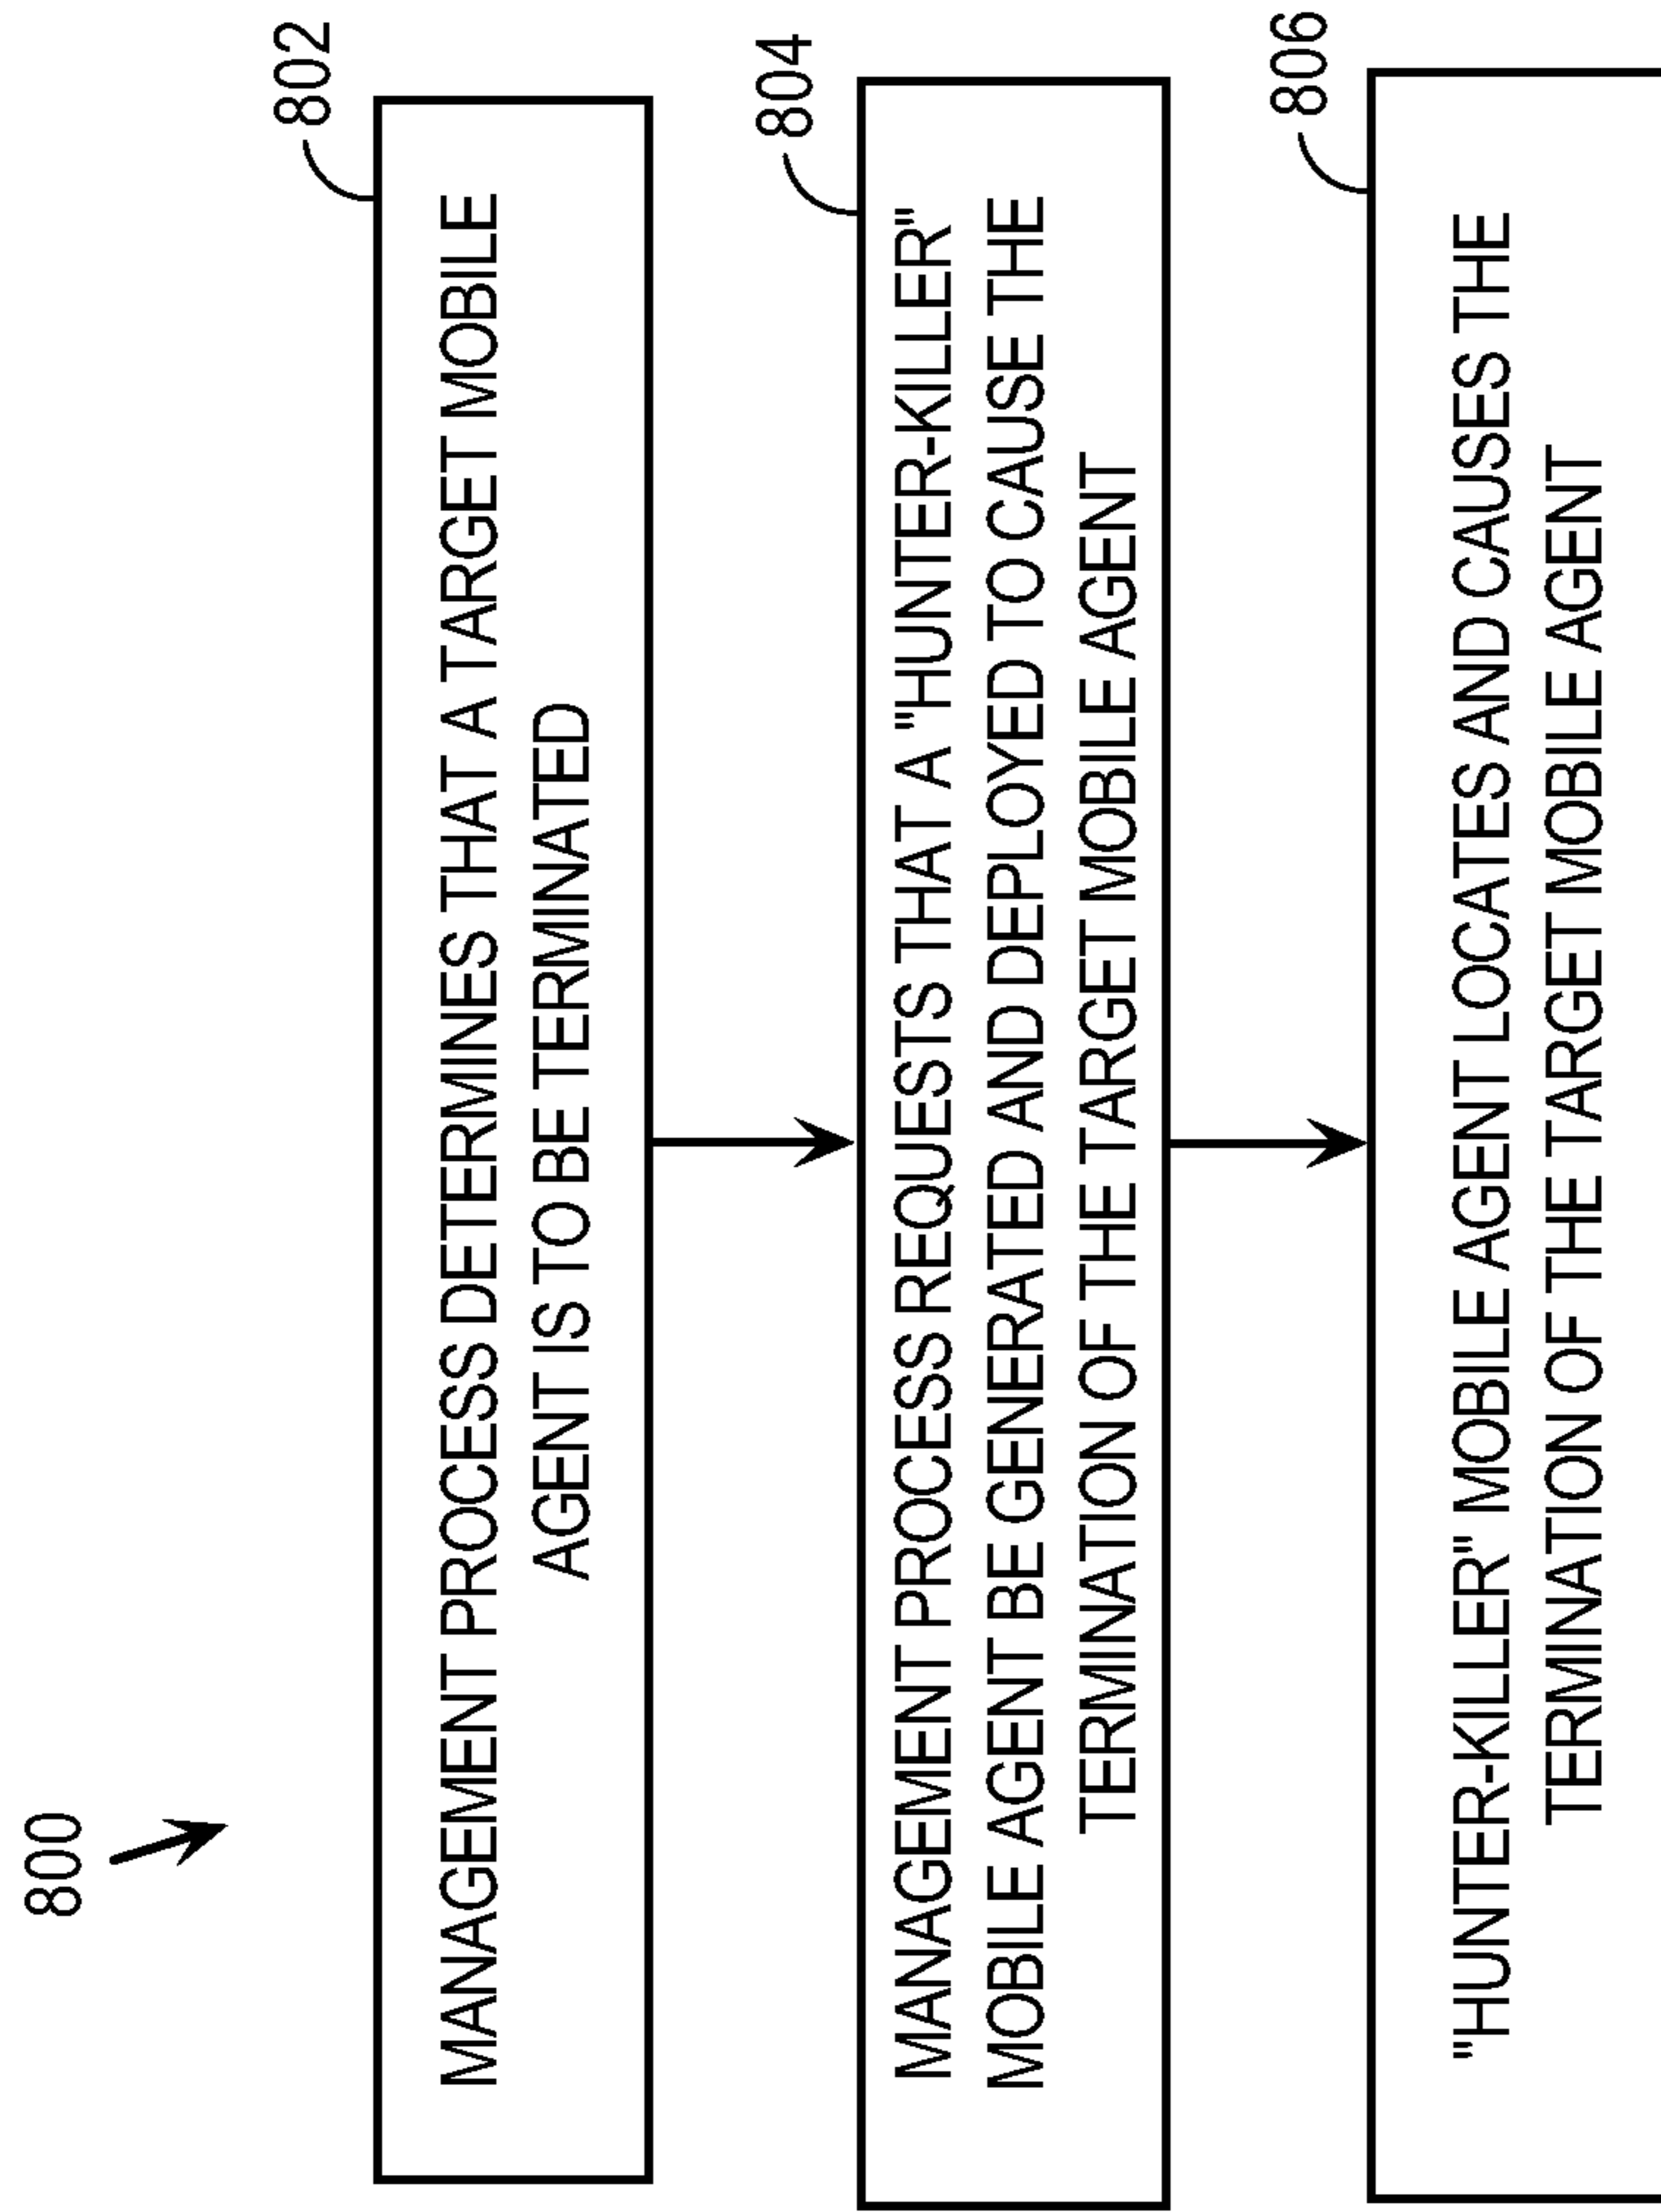 800
802
MANAGEMENT PROCESS DETERMINES THAT A TARGET MOBILE
AGENT IS TO BE TERMINATED
804
MANAGEMENT PROCESS REQUESTS THAT A "HUNTER-KILLER"
MOBILE AGENT BE GENERATED AND DEPLOYED TO CAUSE THE
TERMINATION OF THE TARGET MOBILE AGENT
806
"HUNTER-KILLER" MOBILE AGENT LOCATES AND CAUSES THE
TERMINATION OF THE TARGET MOBILE AGENT